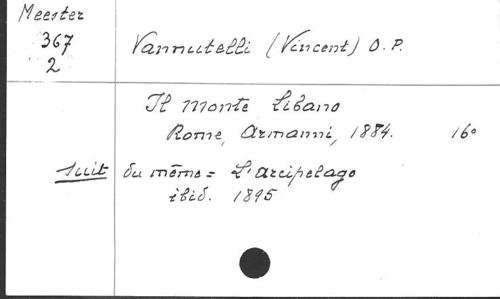 Meester
367
2
Vannutelli (Vincent) O.P.
Il monte Libano
Rome, Armanni, 1884. 16°
suit du même = L'arcipelago
ibid. 1895